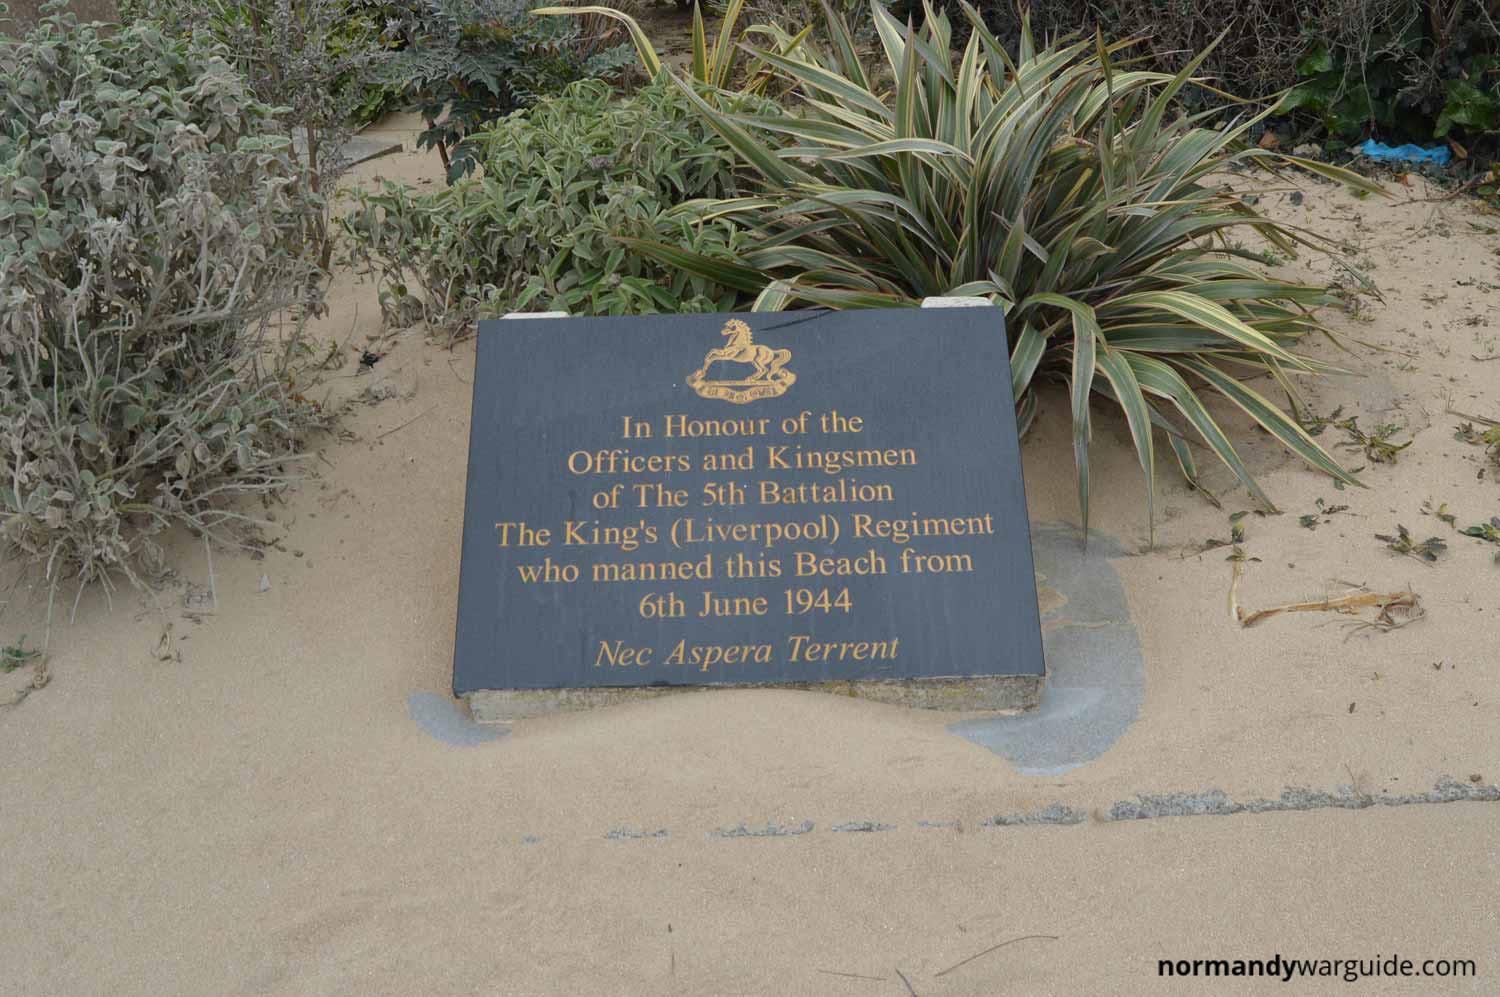 In Honour of the
Officers and Kingsmen
of The 5th Battalion
The King's (Liverpool) Regiment
who manned this Beach from
6th June 1944
Nec Aspera Terrent
normandywarguide.com